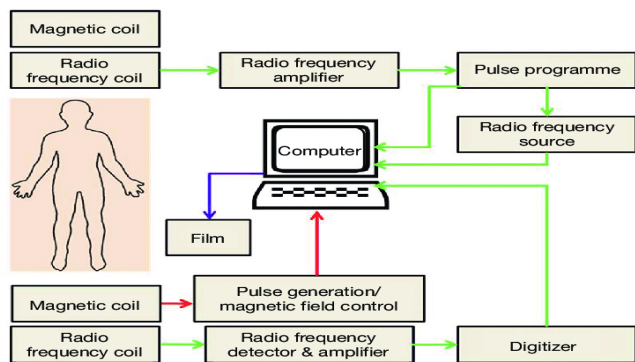 Magnetic coil
Radio
frequency coil
Radio frequency
amplifier
Pulse programme
Radio frequency
source
Computer
Film
Magnetic coil
Pulse generation/
magnetic field control
Radio
frequency coil
Radio frequency
detector & amplifier
Digitizer